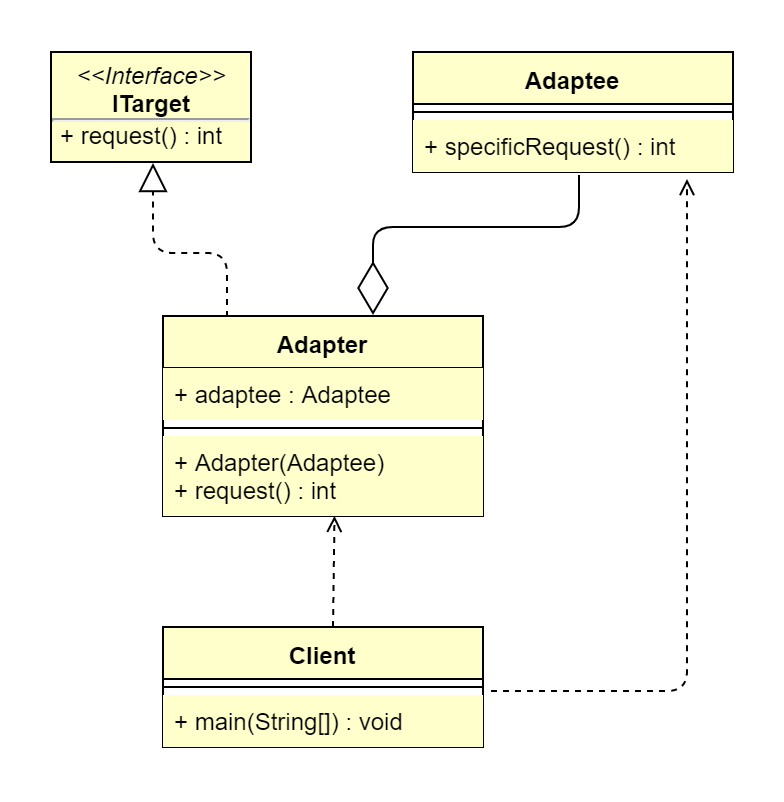 <<Interface>>
ITarget
+ request() : int
Adaptee
+ specificRequest() : int
Adapter
+ adaptee : Adaptee
+ Adapter(Adaptee)
+ request() : int
Client
+ main(String[]) : void